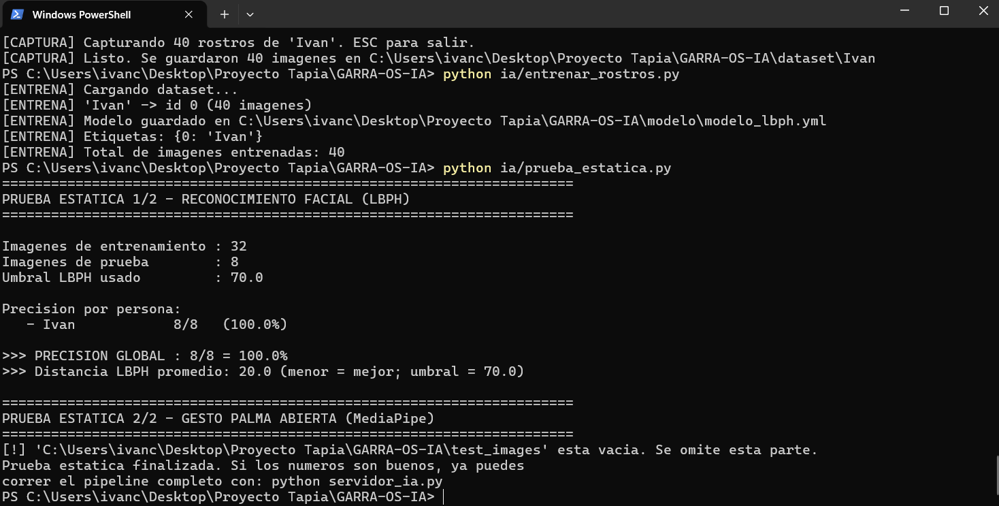 Windows PowerShell
[CAPTURA] Capturando 40 rostros de 'Ivan'. ESC para salir.
[CAPTURA] Listo. Se guardaron 40 imagenes en C:\Users\ivanc\Desktop\Proyecto Tapia\GARRA-OS-IA\dataset\Ivan
PS C:\Users\ivanc\Desktop\Proyecto Tapia\GARRA-OS-IA> python ia/entrenar_rostros.py
[ENTRENA] Cargando dataset...
[ENTRENA] 'Ivan' -> id 0 (40 imagenes)
[ENTRENA] Modelo guardado en C:\Users\ivanc\Desktop\Proyecto Tapia\GARRA-OS-IA\modelo\modelo_lbph.yml
[ENTRENA] Etiquetas: {0: 'Ivan'}
[ENTRENA] Total de imagenes entrenadas: 40
PS C:\Users\ivanc\Desktop\Proyecto Tapia\GARRA-OS-IA> python ia/prueba_estatica.py
======================================================================
PRUEBA ESTATICA 1/2 - RECONOCIMIENTO FACIAL (LBPH)
======================================================================
Imagenes de entrenamiento : 32
Imagenes de prueba        : 8
Umbral LBPH usado         : 70.0
Precision por persona:
   - Ivan            8/8   (100.0%)
>>> PRECISION GLOBAL : 8/8 = 100.0%
>>> Distancia LBPH promedio: 20.0 (menor = mejor; umbral = 70.0)
======================================================================
PRUEBA ESTATICA 2/2 - GESTO PALMA ABIERTA (MediaPipe)
======================================================================
[!] 'C:\Users\ivanc\Desktop\Proyecto Tapia\GARRA-OS-IA\test_images' esta vacia. Se omite esta parte.
Prueba estatica finalizada. Si los numeros son buenos, ya puedes
correr el pipeline completo con: python servidor_ia.py
PS C:\Users\ivanc\Desktop\Proyecto Tapia\GARRA-OS-IA>